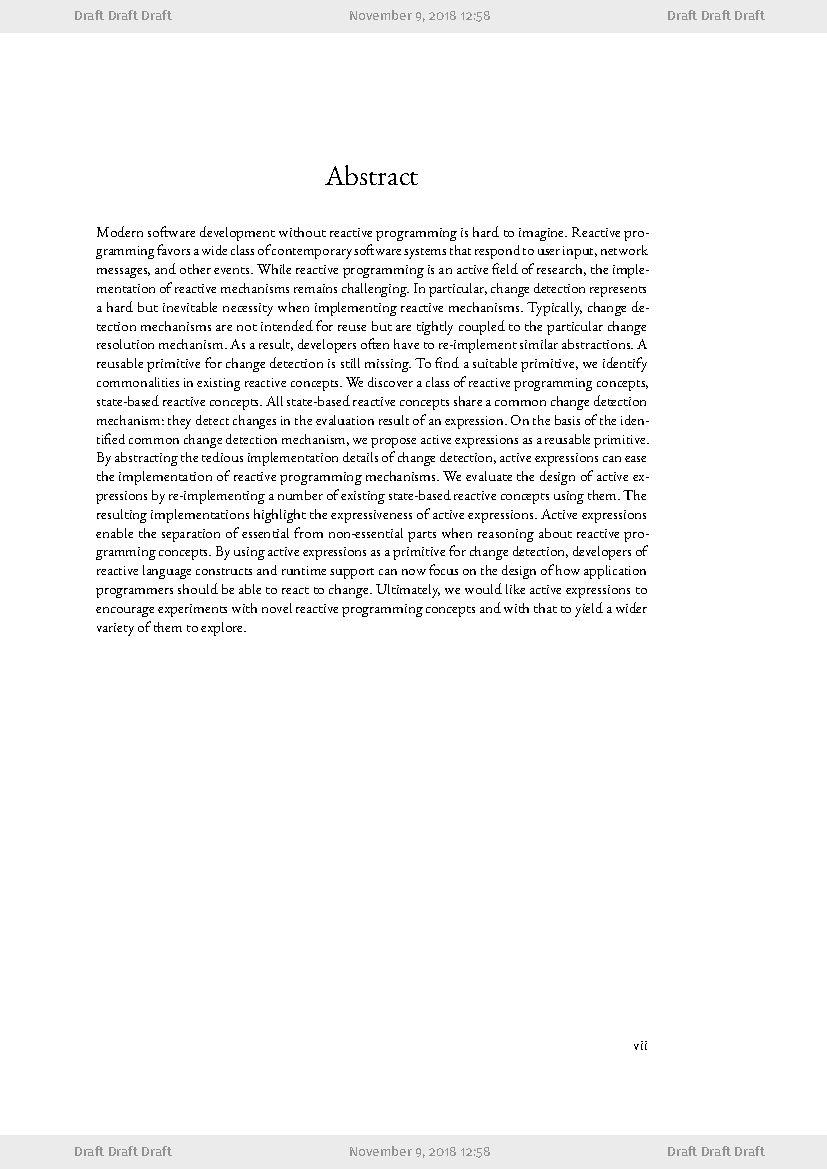 Draft Draft Draft November 9, 2018 12:58 Draft Draft Draft
Abstract
Modern software development without reactive programming is hard to imagine. Reactive pro-
gramming favors a wide class of contemporary software systems that respond to user input, network
messages, and other events. While reactive programming is an active field of research, the imple-
mentation of reactive mechanisms remains challenging. In particular, change detection represents
a hard but inevitable necessity when implementing reactive mechanisms. Typically, change de-
tection mechanisms are not intended for reuse but are tightly coupled to the particular change
resolution mechanism. As a result, developers often have to re-implement similar abstractions. A
reusable primitive for change detection is still missing. To find a suitable primitive, we identify
commonalities in existing reactive concepts. We discover a class of reactive programming concepts,
state-based reactive concepts. All state-based reactive concepts share a common change detection
mechanism: they detect changes in the evaluation result of an expression. On the basis of the iden-
tified common change detection mechanism, we propose active expressions as a reusable primitive.
By abstracting the tedious implementation details of change detection, active expressions can ease
the implementation of reactive programming mechanisms. We evaluate the design of active ex-
pressions by re-implementing a number of existing state-based reactive concepts using them. The
resulting implementations highlight the expressiveness of active expressions. Active expressions
enable the separation of essential from non-essential parts when reasoning about reactive pro-
gramming concepts. By using active expressions as a primitive for change detection, developers of
reactive language constructs and runtime support can now focus on the design of how application
programmers should be able to react to change. Ultimately, we would like active expressions to
encourage experiments with novel reactive programming concepts and with that to yield a wider
variety of them to explore.
vii
Draft Draft Draft November 9, 2018 12:58 Draft Draft Draft